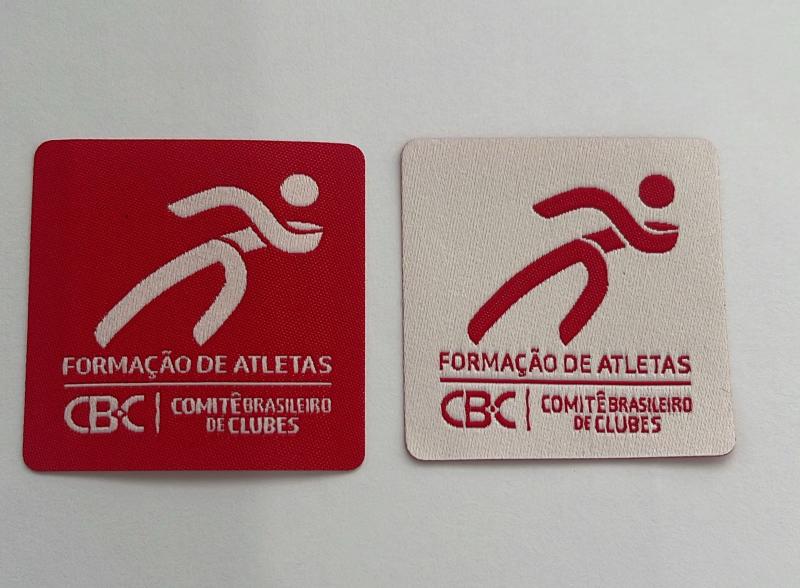 FORMAÇÃO DE ATLETAS
CBC | COMITÊ BRASILEIRO
DE CLUBES
FORMAÇÃO DE ATLETAS
CBC | COMITÊ BRASILEIRO
DE CLUBES